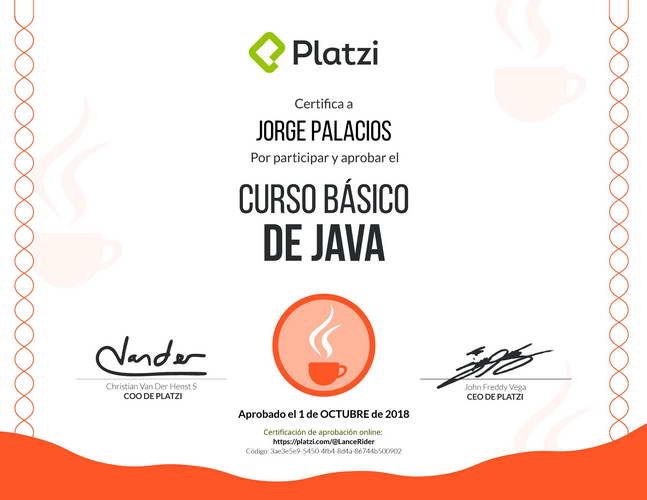 Platzi
Certifica a
JORGE PALACIOS
Por participar y aprobar el
CURSO BÁSICO
DE JAVA
Vander
Christian Van Der Henst S
COO DE PLATZI
John Freddy Vega
CEO DE PLATZI
Aprobado el 1 de OCTUBRE de 2018
Certificación de aprobación online:
https://platzi.com/@LanceRider
Código: 3ae3e5e9-5450-4fb4-8d4a-86744b500902